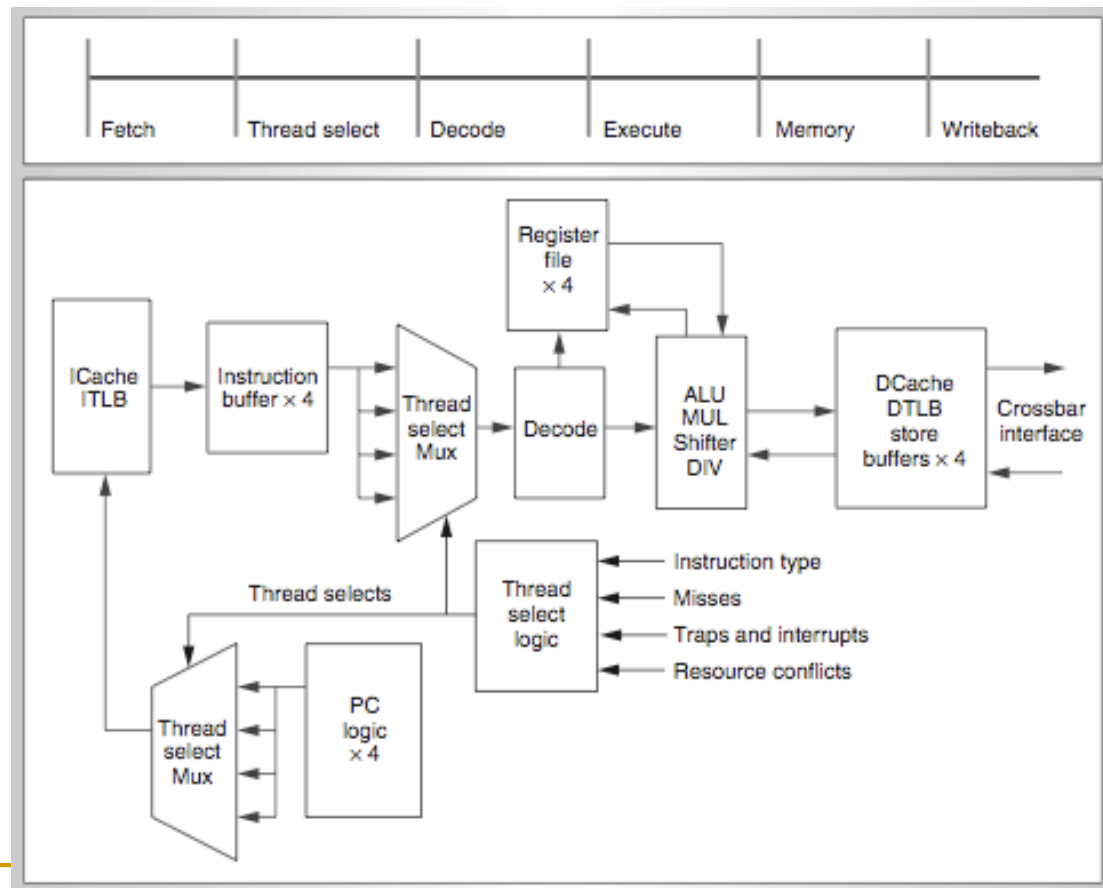 Fetch
Thread select
Decode
Execute
Memory
Writeback
Register
file
× 4
ICache
ITLB
Instruction
buffer × 4
Thread
select
Mux
Decode
ALU
MUL
Shifter
DIV
DCache
DTLB
store
buffers × 4
Crossbar
interface
Thread selects
Thread
select
logic
Instruction type
Misses
Traps and interrupts
Resource conflicts
Thread
select
Mux
PC
logic
× 4